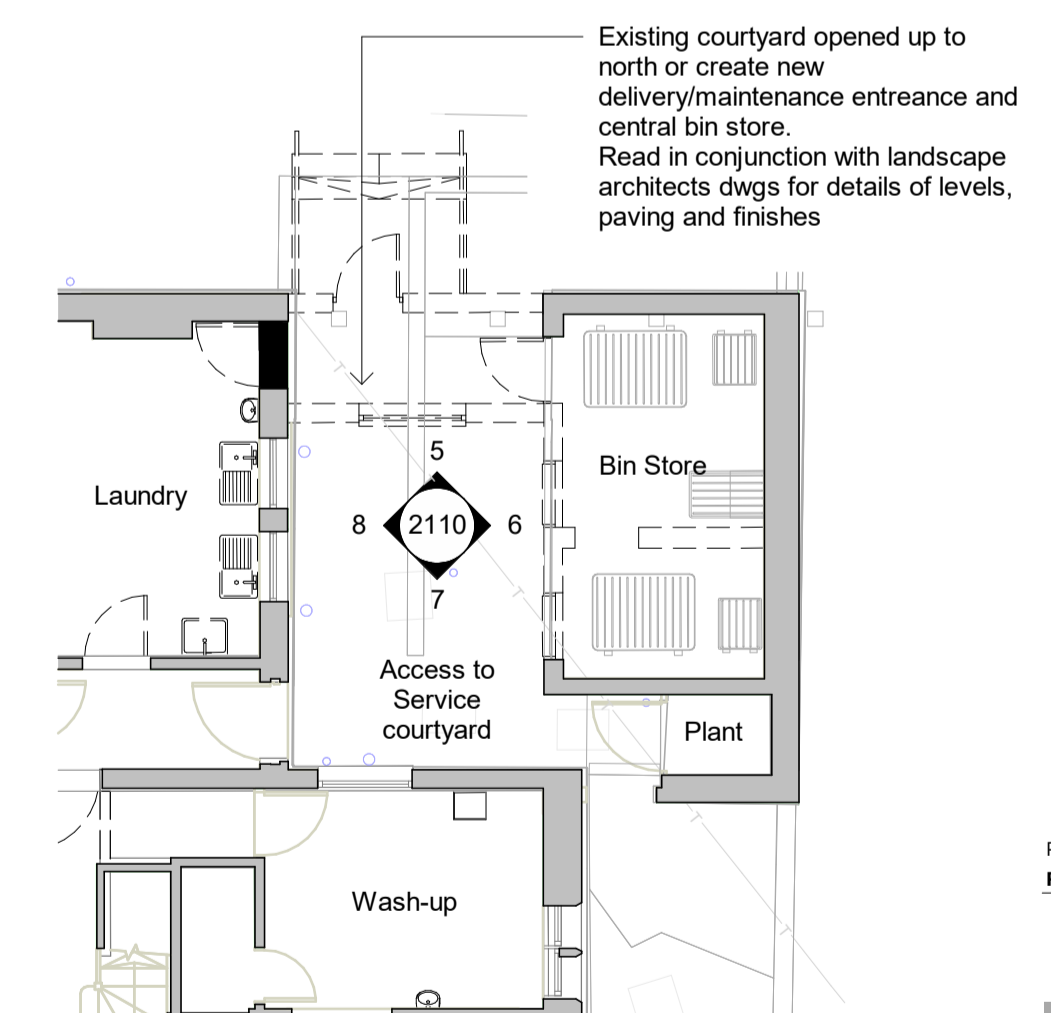 Existing courtyard opened up to
north or create new
delivery/maintenance entreance and
central bin store.
Read in conjunction with landscape
architects dwgs for details of levels,
paving and finishes
5
Laundry
8
2110
6
Bin Store
7
Access to
Service
courtyard
Plant
Wash-up